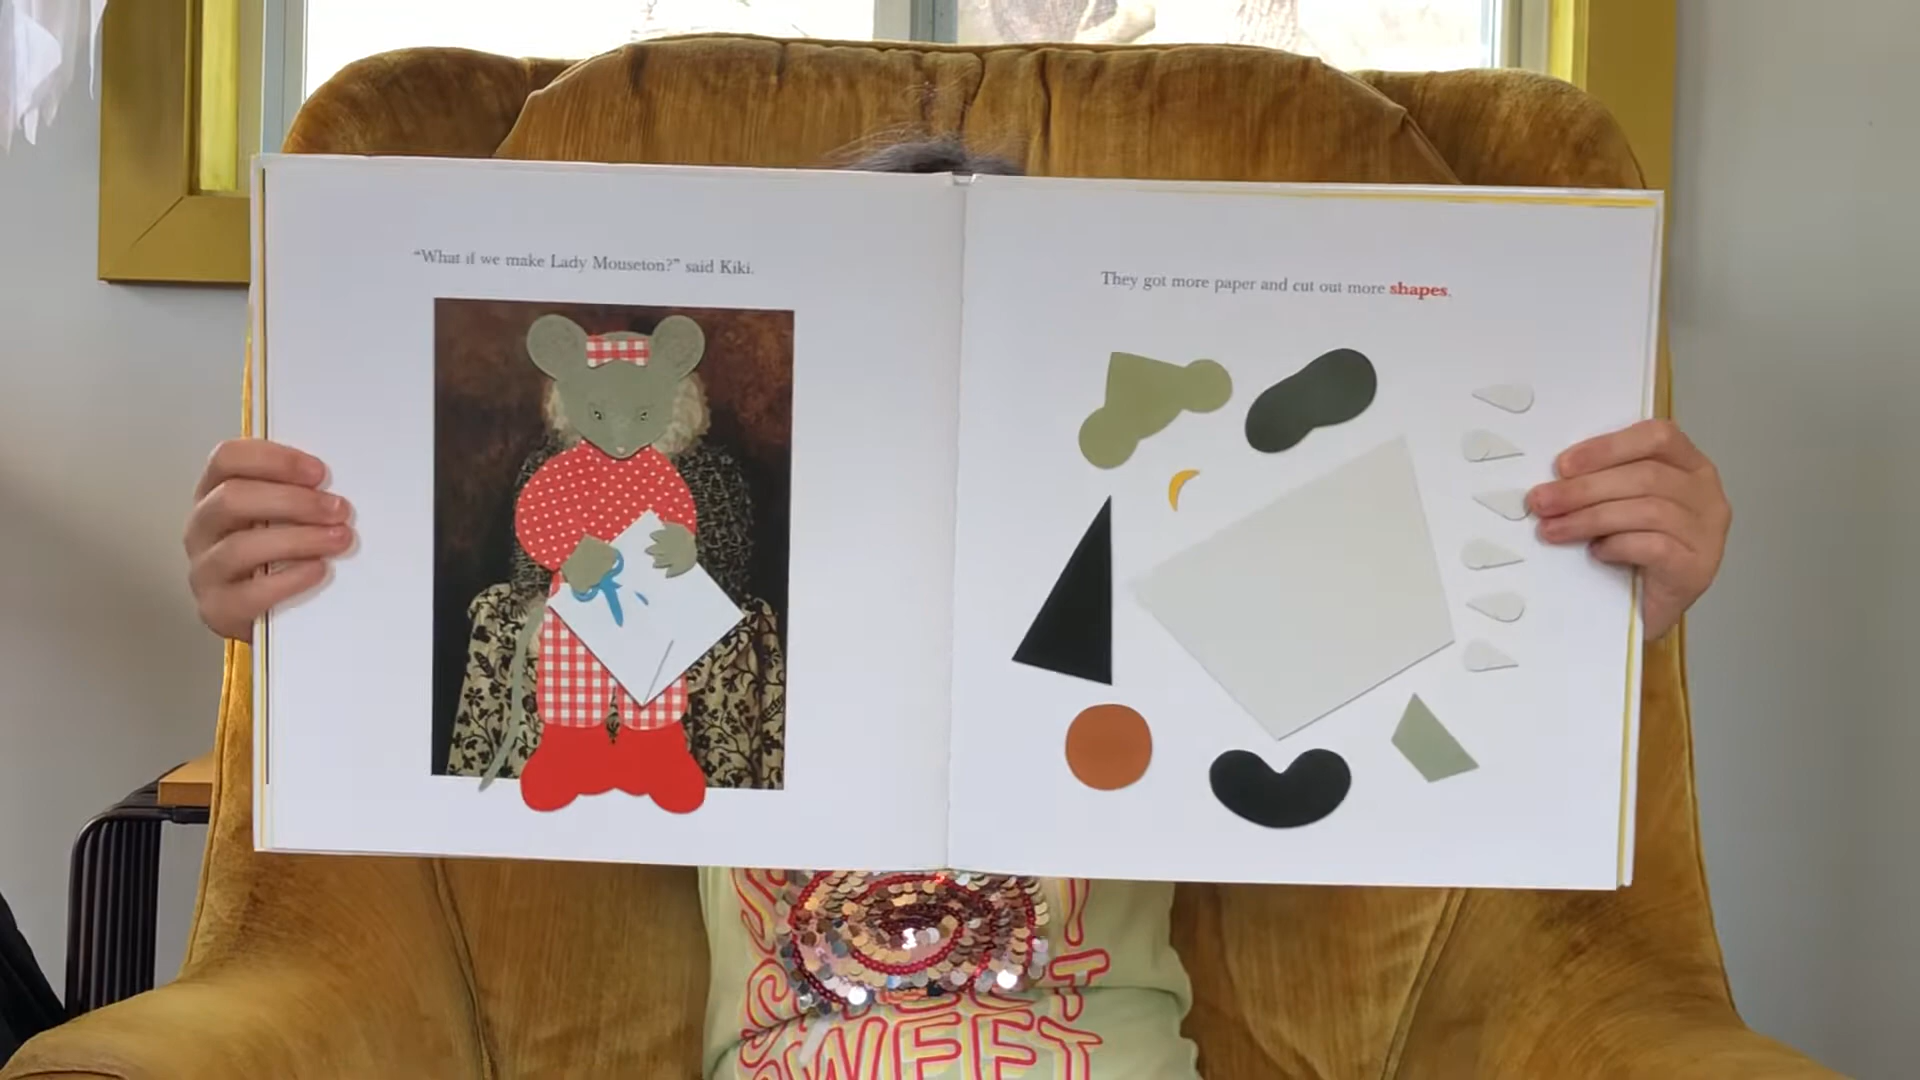 “What if we make Lady Mouseton?” said Kiki.
They got more paper and cut out more shapes.
SWEET